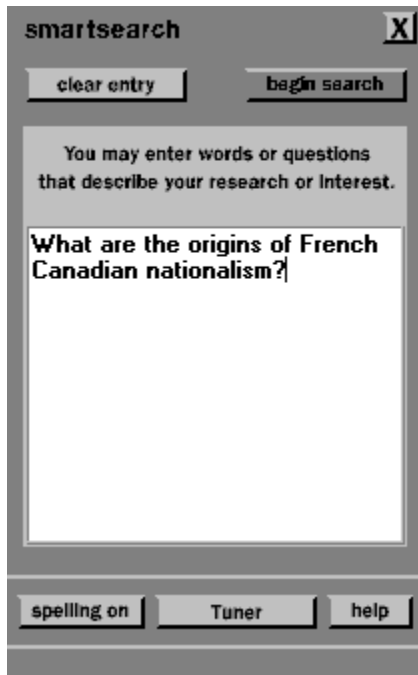 smartsearch X
clear entry begin search
You may enter words or questions
that describe your research or interest.
What are the origins of French
Canadian nationalism?
spelling on Tuner help